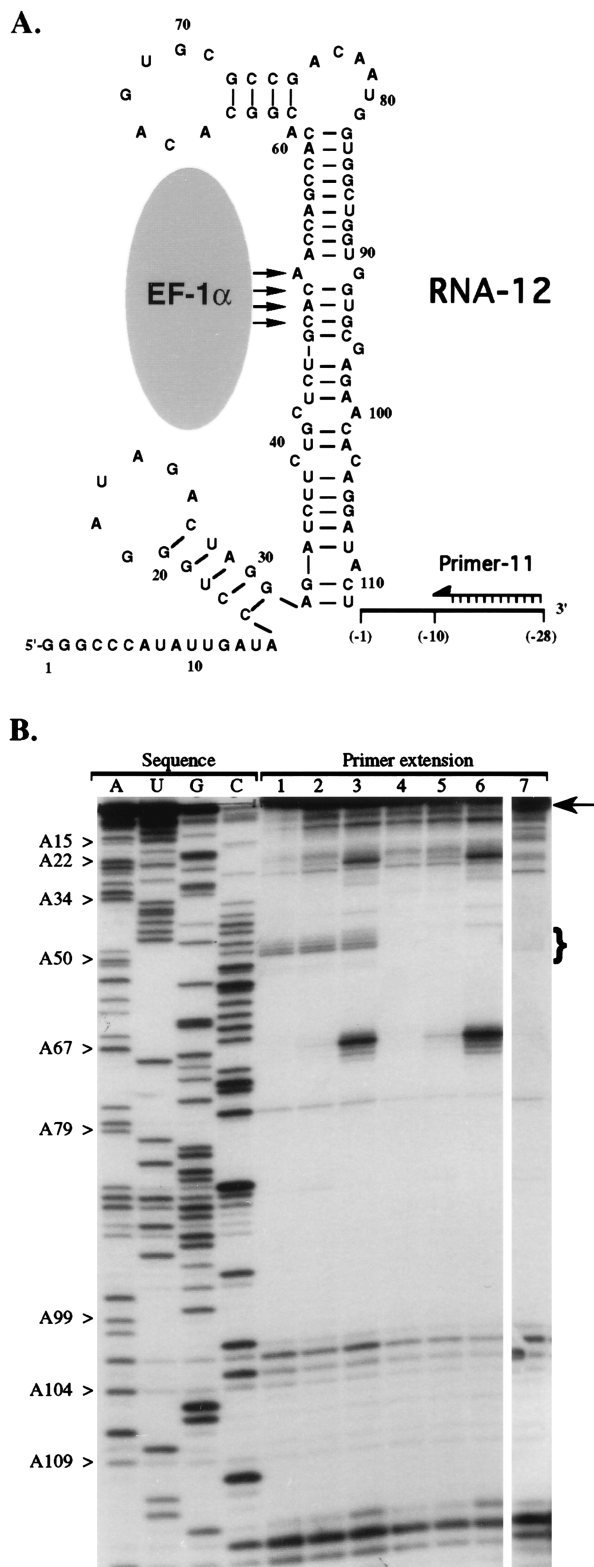 A.
70
U G C G C C G A C A A U G
80
G A C A C G G C A
60
C A C C G A C C A A C A C G U C U C G U C U U C U A G A
G U G G C U G G U G G U G C G A G A A C A C A G G A U A C U
90
100
110
40
EF-1α
RNA-12
A U A G A C U A G G
G G U C C
20
30
5'-GGGCCCAUAUUGAUA
1
10
Primer-11
3'
(-1)
(-10)
(-28)
B.
Sequence
Primer extension
A U G C 1 2 3 4 5 6 7
A15 >
A22 >
A34 >
}
A50 >
A67 >
A79 >
A99 >
A104 >
A109 >